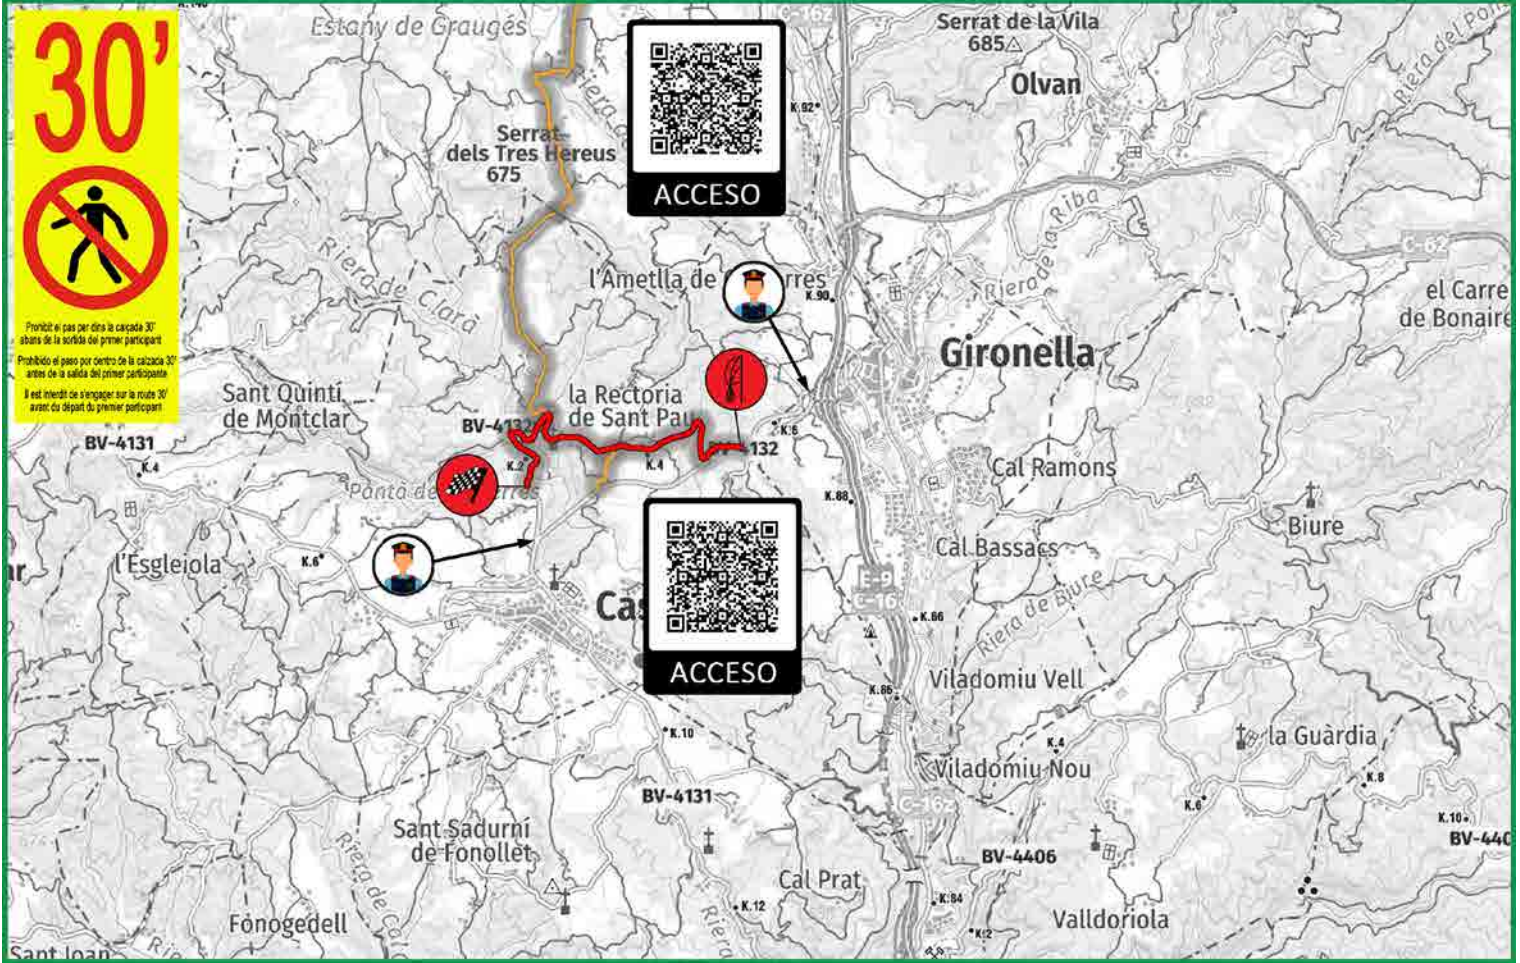 30'
Prohibit el pas per dins la calçada 30'
abans de la sortida del primer participant
Prohibido el paso por dentro de la calzada 30'
antes de la salida del primer participante
Il est interdit de s'engager sur la route 30'
avant du départ du premier participant
Estany de Graugés
C-16z
Serrat de la Vila
685
Olvan
K.92
Serrat
dels Tres Hereus
675
ACCESO
Riera de Clarà
Riera de la Riba
C-62
l'Ametlla de
rres
K.90
el Carre
de Bonaire
Gironella
Sant Quintí
de Montclar
la Rectoria
de Sant Pau
BV-4132
BV-4131
K.4
K.2
K.4
K.6
132
Cal Ramons
K.88
Biure
l'Esgleiola
K.6
Cal Bassacs
E-9
C-16
Cas
Riera de Biure
K.86
ACCESO
Viladomiu Vell
K.86
K.10
la Guàrdia
K.4
Viladomiu Nou
K.8
BV-4131
C-16z
K.6
K.10
BV-440
Sant Sadurní
de Fonollet
BV-4406
Cal Prat
K.84
K.12
Fonogedell
Riera
Valldoriola
K.2
Sant Joan